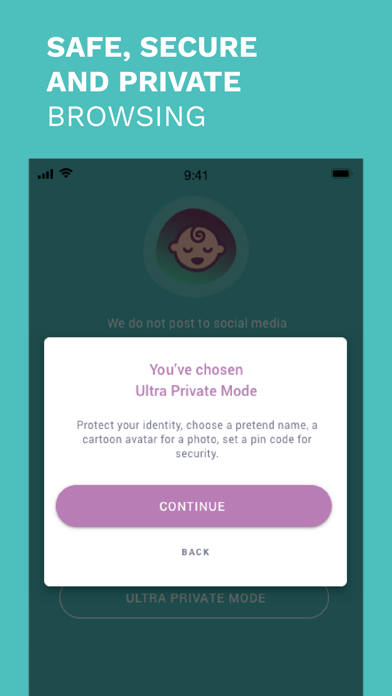 SAFE, SECURE
AND PRIVATE
BROWSING
9:41
We do not post to social media
You've chosen
Ultra Private Mode
Protect your identity, choose a pretend name, a
cartoon avatar for a photo, set a pin code for
security.
CONTINUE
BACK
ULTRA PRIVATE MODE